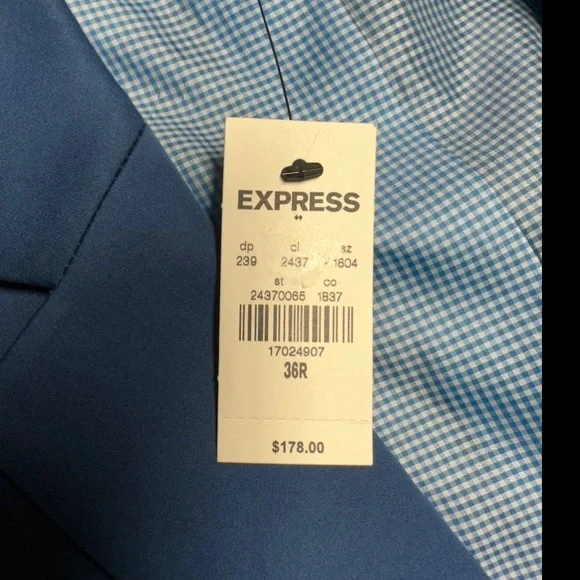 EXPRESS
dp cl sz
239 2437 - 1604
st co
24370065 1837
17024907
36R
$178.00